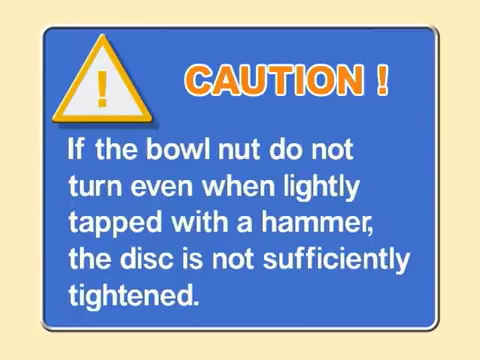 !
CAUTION !
If the bowl nut do not
turn even when lightly
tapped with a hammer,
the disc is not sufficiently
tightened.